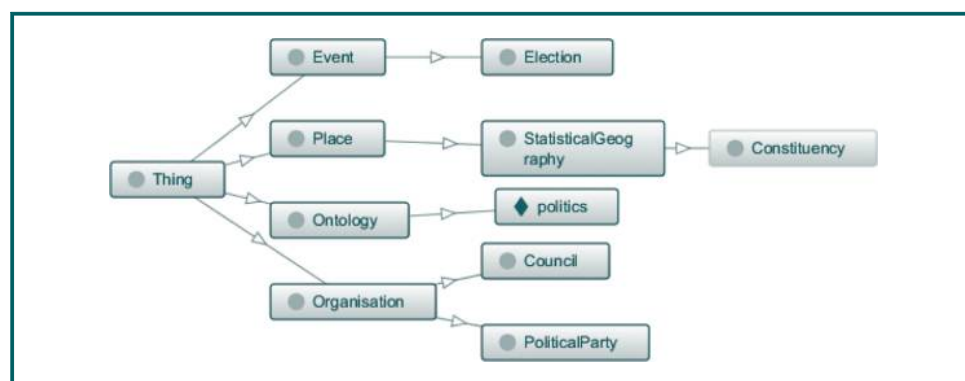 Event
Election
Place
StatisticalGeog
raphy
Constituency
Thing
Ontology
politics
Council
Organisation
PoliticalParty